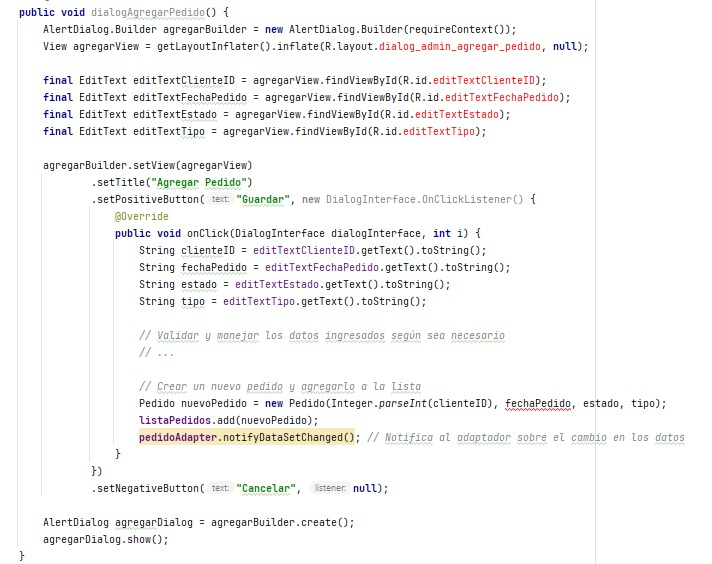 public void dialogAgregarPedido() {
AlertDialog.Builder agregarBuilder = new AlertDialog.Builder(requireContext());
View agregarView = getLayoutInflater().inflate(R.layout.dialog_admin_agregar_pedido, null);
final EditText editTextClienteID = agregarView.findViewById(R.id.editTextClienteID);
final EditText editTextFechaPedido = agregarView.findViewById(R.id.editTextFechaPedido);
final EditText editTextEstado = agregarView.findViewById(R.id.editTextEstado);
final EditText editTextTipo = agregarView.findViewById(R.id.editTextTipo);
agregarBuilder.setView(agregarView)
.setTitle("Agregar Pedido")
.setPositiveButton( text: "Guardar", new DialogInterface.OnClickListener() {
@Override
public void onClick(DialogInterface dialogInterface, int i) {
String clienteID = editTextClienteID.getText().toString();
String fechaPedido = editTextFechaPedido.getText().toString();
String estado = editTextEstado.getText().toString();
String tipo = editTextTipo.getText().toString();
// Validar y manejar los datos ingresados según sea necesario
// ...
// Crear un nuevo pedido y agregarlo a la lista
Pedido nuevoPedido = new Pedido(Integer.parseInt(clienteID), fechaPedido, estado, tipo);
listaPedidos.add(nuevoPedido);
pedidoAdapter.notifyDataSetChanged(); // Notifica al adaptador sobre el cambio en los datos
}
})
.setNegativeButton( text: "Cancelar", listener: null);
AlertDialog agregarDialog = agregarBuilder.create();
agregarDialog.show();
}